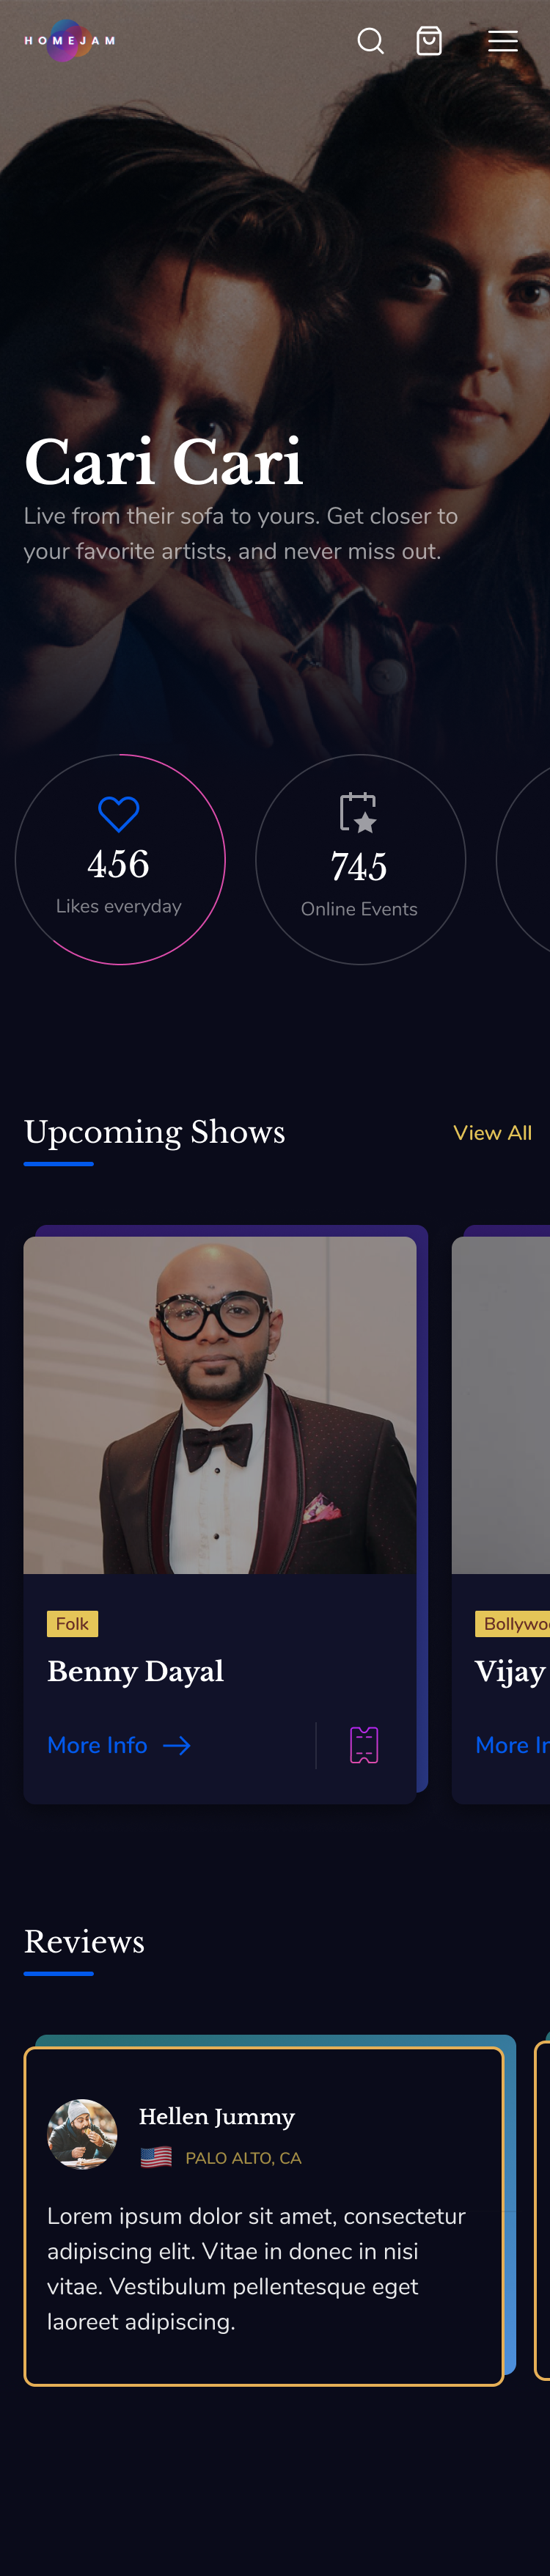 HOMEJAM
Cari Cari
Live from their sofa to yours. Get closer to
your favorite artists, and never miss out.
456
Likes everyday
745
Online Events
Upcoming Shows
View All
Folk
Benny Dayal
More Info
Vijay
Reviews
Hellen Jummy
PALO ALTO, CA
Lorem ipsum dolor sit amet, consectetur
adipiscing elit. Vitae in donec in nisi
vitae. Vestibulum pellentesque eget
laoreet adipiscing.